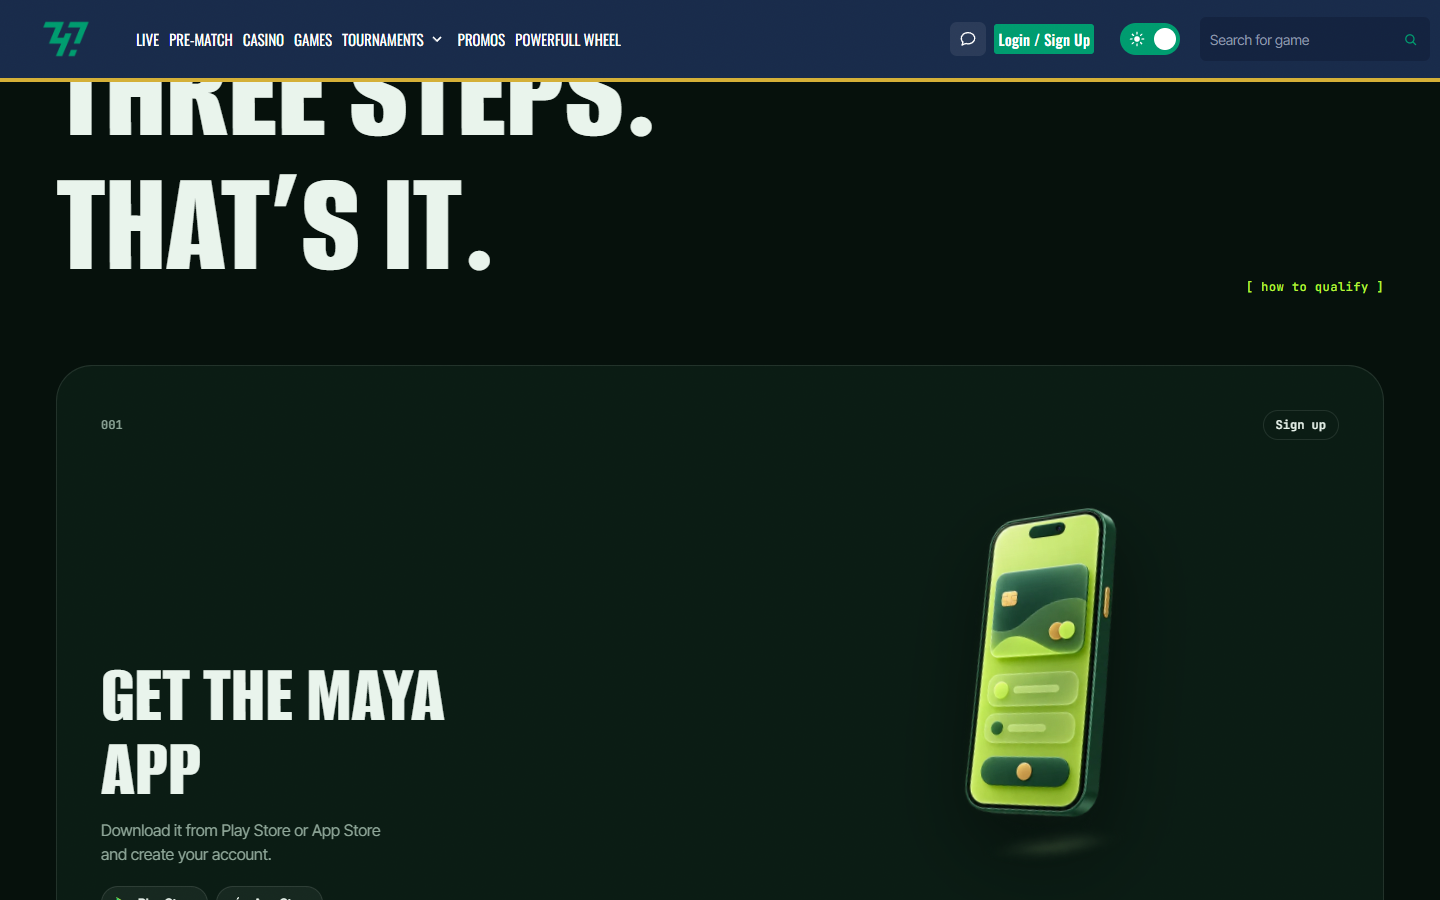 LIVE PRE-MATCH CASINO GAMES TOURNAMENTS PROMOS POWERFULL WHEEL Login / Sign Up Search for game
THREE STEPS.
THAT’S IT.
[ how to qualify ]
001
Sign up
GET THE MAYA
APP
Download it from Play Store or App Store
and create your account.